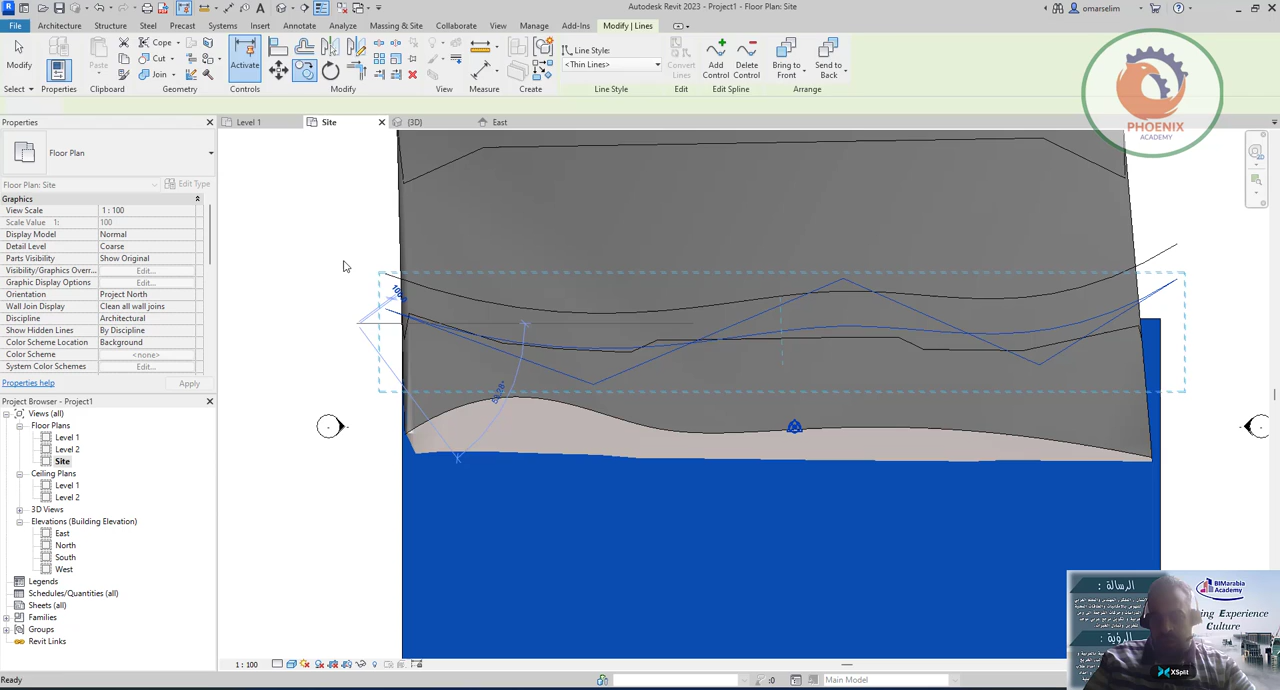 Autodesk Revit 2023 - Project1 - Floor Plan: Site
omarselim
File
Architecture
Structure
Steel
Precast
Systems
Insert
Annotate
Analyze
Massing & Site
Collaborate
View
Manage
Add-Ins
Modify | Lines
Modify
Paste
Cope
Cut
Join
Activate
Line Style:
<Thin Lines>
Convert Lines
Add Control
Delete Control
Bring to Front
Send to Back
Select
Properties
Clipboard
Geometry
Controls
Modify
View
Measure
Create
Line Style
Edit
Edit Spline
Arrange
PHOENIX
ACADEMY
Properties
Level 1
Site
{3D}
East
Floor Plan
Floor Plan: Site
Edit Type
Graphics
View Scale 1 : 100
Scale Value 1: 100
Display Model Normal
Detail Level Coarse
Parts Visibility Show Original
Visibility/Graphics Overr... Edit...
Graphic Display Options Edit...
Orientation Project North
Wall Join Display Clean all wall joins
Discipline Architectural
Show Hidden Lines By Discipline
Color Scheme Location Background
Color Scheme <none>
System Color Schemes Edit...
Properties help
Apply
Project Browser - Project1
Views (all)
Floor Plans
Level 1
Level 2
Site
Ceiling Plans
Level 1
Level 2
3D Views
Elevations (Building Elevation)
East
North
South
West
Legends
Schedules/Quantities (all)
Sheets (all)
Families
Groups
Revit Links
1 : 100
Ready
:0
Main Model
الرسالة :
الرؤية :
BIMarabia
Academy
Experience
Culture
XSplit